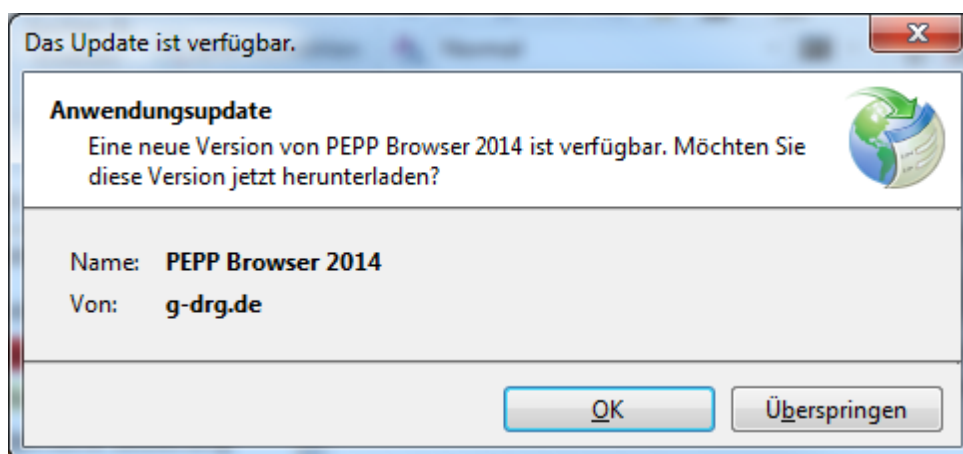 Das Update ist verfügbar.
Anwendungsupdate
Eine neue Version von PEPP Browser 2014 ist verfügbar. Möchten Sie
diese Version jetzt herunterladen?
Name: PEPP Browser 2014
Von: g-drg.de
OK
Überspringen